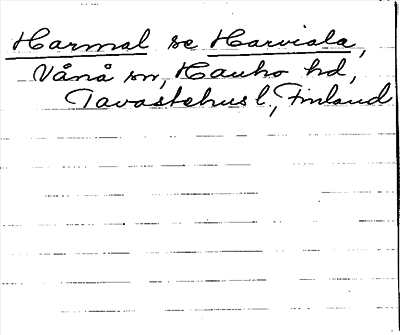 Harmal se Harviala,
Vånå sn, Hauho hd,
Tavastehus l., Finland